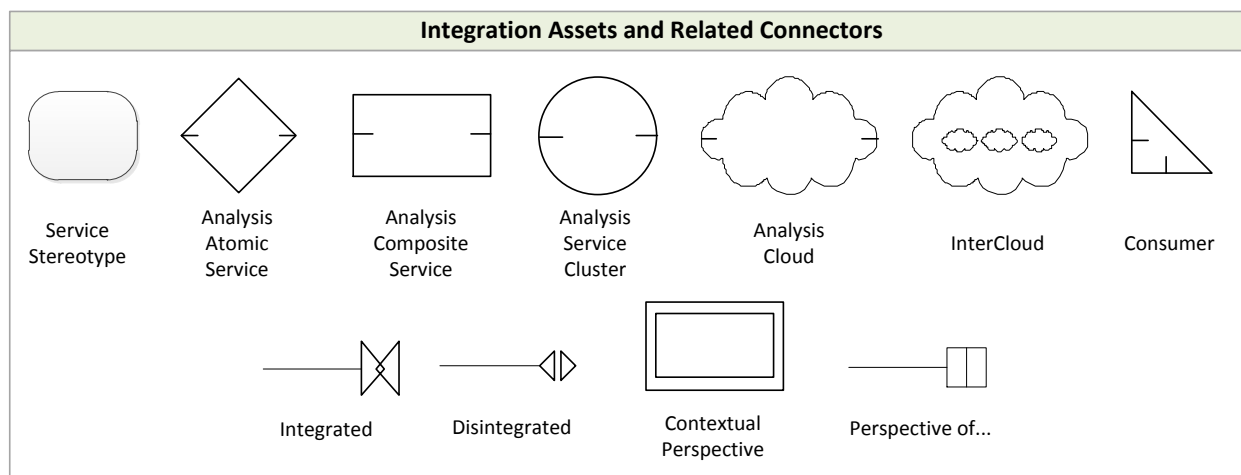 Integration Assets and Related Connectors
Service
Stereotype
Analysis
Atomic
Service
Analysis
Composite
Service
Analysis
Service
Cluster
Analysis
Cloud
InterCloud
Consumer
Integrated
Disintegrated
Contextual
Perspective
Perspective of...